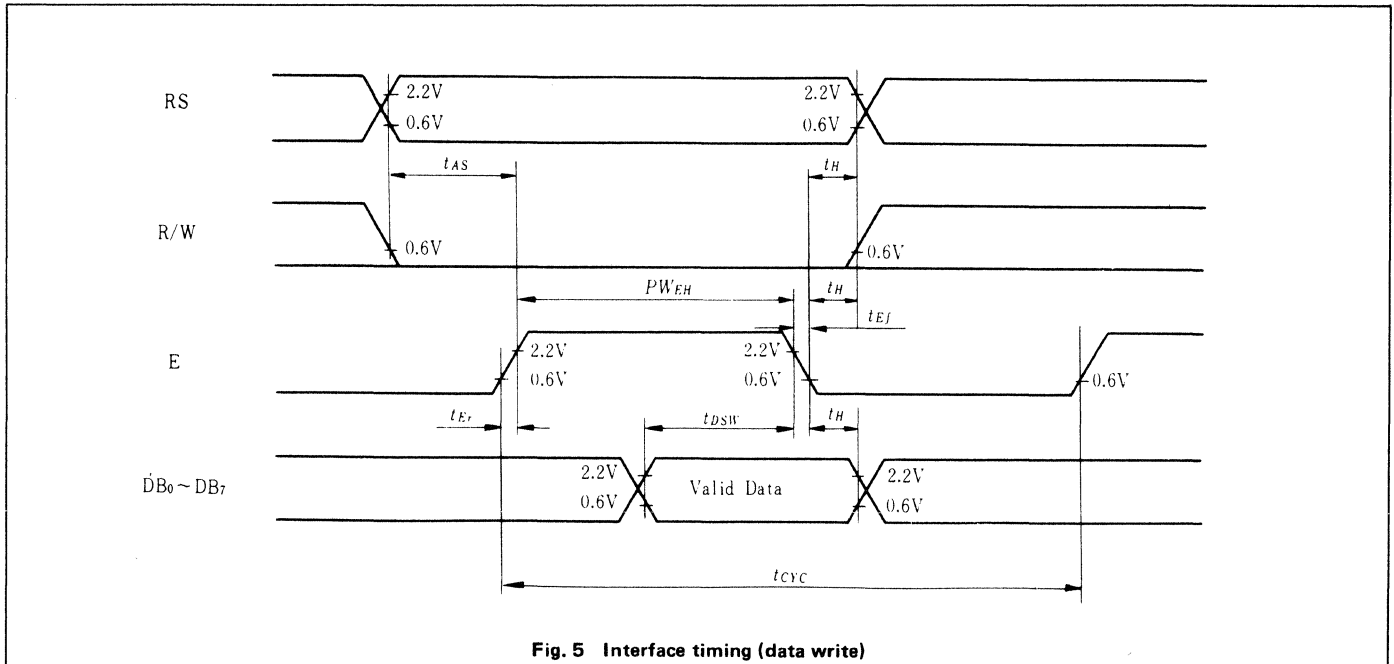 RS
2.2V
0.6V
2.2V
0.6V
tAS
tH
R/W
0.6V
0.6V
PWEH
tH
tEf
E
2.2V
0.6V
2.2V
0.6V
0.6V
tEr
tDSW
tH
DB0~DB7
2.2V
0.6V
Valid Data
2.2V
0.6V
tCYC
Fig. 5 Interface timing (data write)